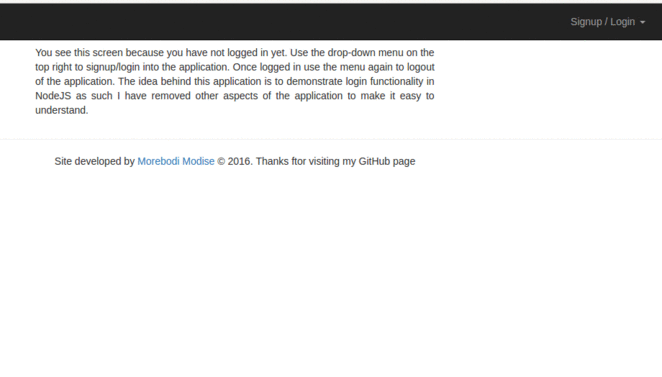 Signup / Login
You see this screen because you have not logged in yet. Use the drop-down menu on the
top right to signup/login into the application. Once logged in use the menu again to logout
of the application. The idea behind this application is to demonstrate login functionality in
NodeJS as such I have removed other aspects of the application to make it easy to
understand.
Site developed by Morebodi Modise © 2016. Thanks ftor visiting my GitHub page